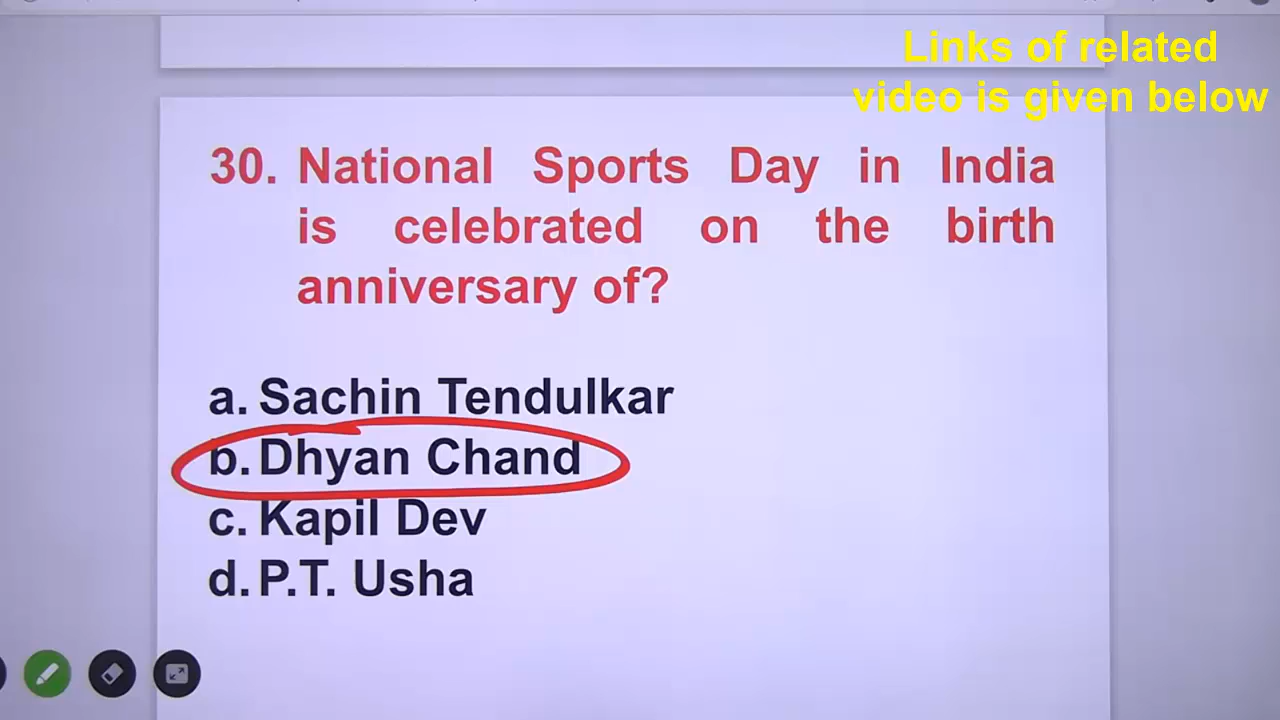 Links of related
video is given below
30. National Sports Day in India
is celebrated on the birth
anniversary of?
a. Sachin Tendulkar
b. Dhyan Chand
c. Kapil Dev
d. P.T. Usha